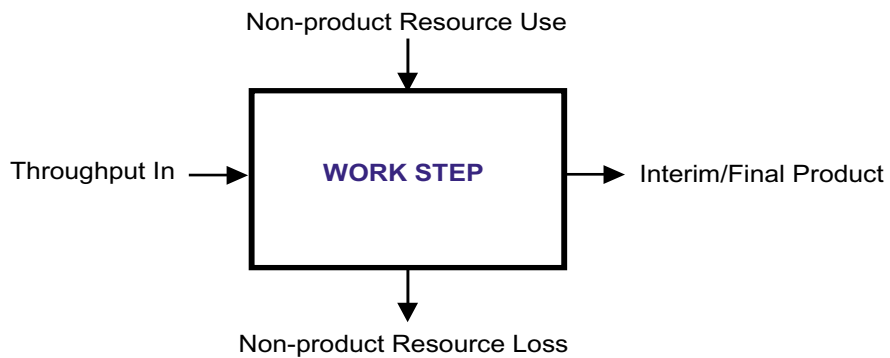 Non-product Resource Use
Throughput In
WORK STEP
Interim/Final Product
Non-product Resource Loss